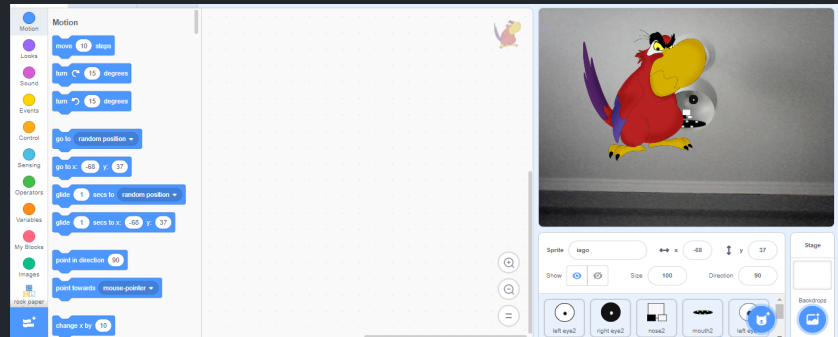 Motion
Looks
Sound
Events
Control
Sensing
Operators
Variables
My Blocks
Images
rook paper
Motion
move 10 steps
turn 15 degrees
turn 15 degrees
go to random position
go to x: -68 y: 37
glide 1 secs to random position
glide 1 secs to x: -68 y: 37
point in direction 90
point towards mouse-pointer
change x by 10
Sprite iago x -68 y 37
Show Size 100 Direction 90
left eye2
right eye2
nose2
mouth2
left eye
Stage
Backdrops